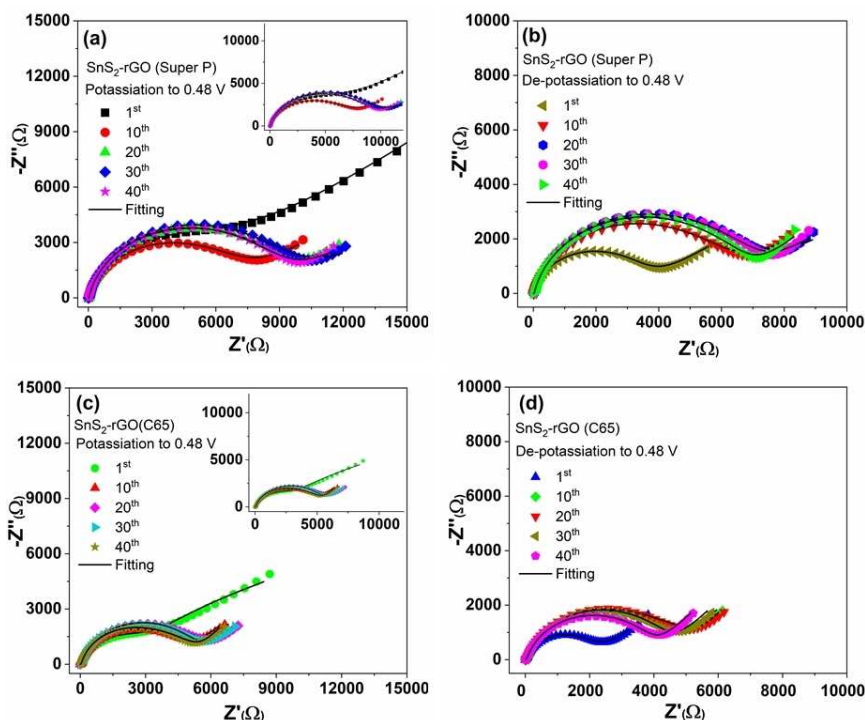 (a)
SnS₂-rGO (Super P)
Potassiation to 0.48 V
1st
10th
20th
30th
40th
Fitting
-Z''(Ω)
15000
12000
9000
6000
3000
0
0 3000 6000 9000 12000 15000
Z'(Ω)
10000
5000
0
0 5000 10000
(b)
SnS₂-rGO (Super P)
De-potassiation to 0.48 V
1st
10th
20th
30th
40th
Fitting
-Z''(Ω)
10000
8000
6000
4000
2000
0
0 2000 4000 6000 8000 10000
Z'(Ω)
(c)
SnS₂-rGO(C65)
Potassiation to 0.48 V
1st
10th
20th
30th
40th
Fitting
-Z''(Ω)
15000
12000
9000
6000
3000
0
0 3000 6000 9000 12000 15000
Z'(Ω)
10000
5000
0
0 5000 10000
(d)
SnS₂-rGO (C65)
De-potassiation to 0.48 V
1st
10th
20th
30th
40th
Fitting
-Z''(Ω)
10000
8000
6000
4000
2000
0
0 2000 4000 6000 8000 10000
Z'(Ω)